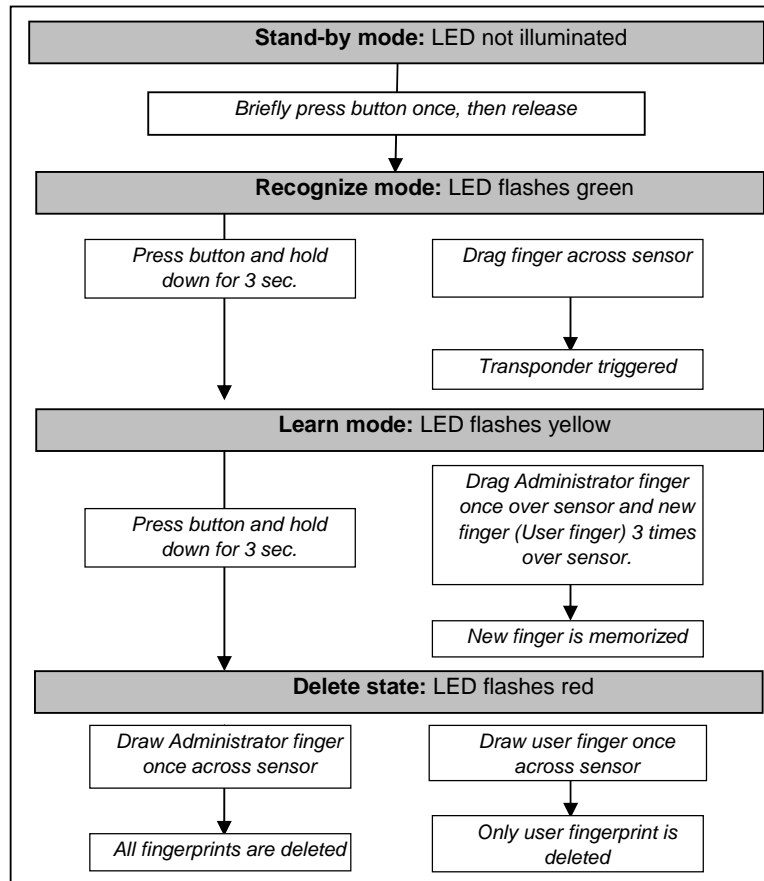 Stand-by mode: LED not illuminated
Briefly press button once, then release
Recognize mode: LED flashes green
Press button and hold
down for 3 sec.
Drag finger across sensor
Transponder triggered
Learn mode: LED flashes yellow
Drag Administrator finger
once over sensor and new
finger (User finger) 3 times
over sensor.
Press button and hold
down for 3 sec.
New finger is memorized
Delete state: LED flashes red
Draw Administrator finger
once across sensor
Draw user finger once
across sensor
All fingerprints are deleted
Only user fingerprint is
deleted